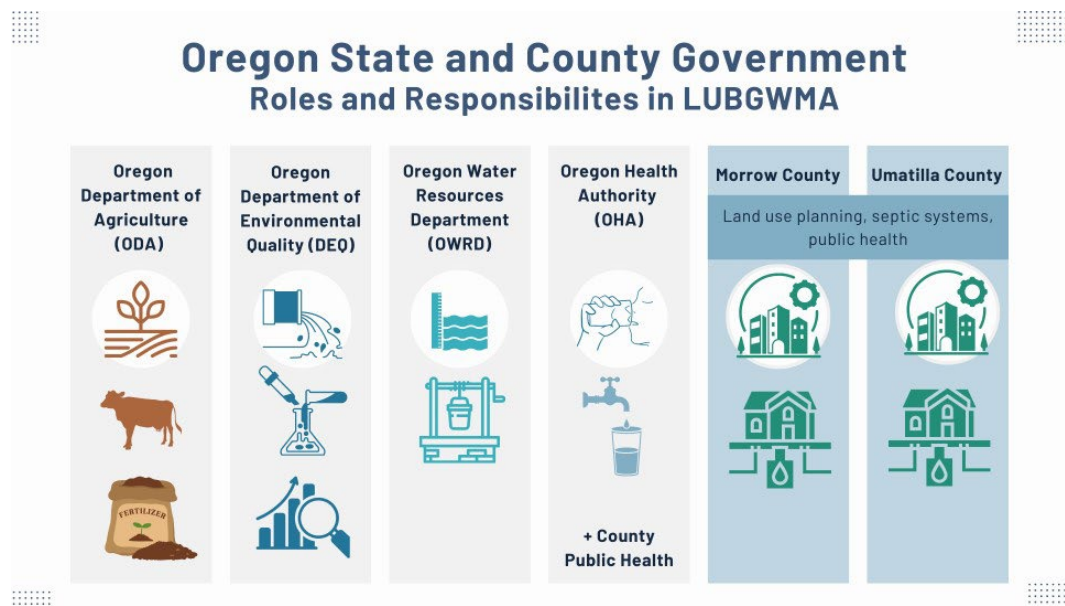 Oregon State and County Government
Roles and Responsibilites in LUBGWMA
Oregon
Department of
Agriculture
(ODA)
FERTILIZER
Oregon
Department of
Environmental
Quality (DEQ)
Oregon Water
Resources
Department
(OWRD)
Oregon Health
Authority
(OHA)
+ County
Public Health
Morrow County
Umatilla County
Land use planning, septic systems,
public health